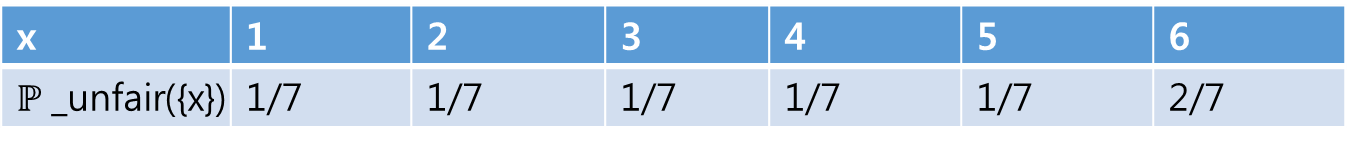 x 1 2 3 4 5 6
ℙ _unfair({x}) 1/7 1/7 1/7 1/7 1/7 2/7